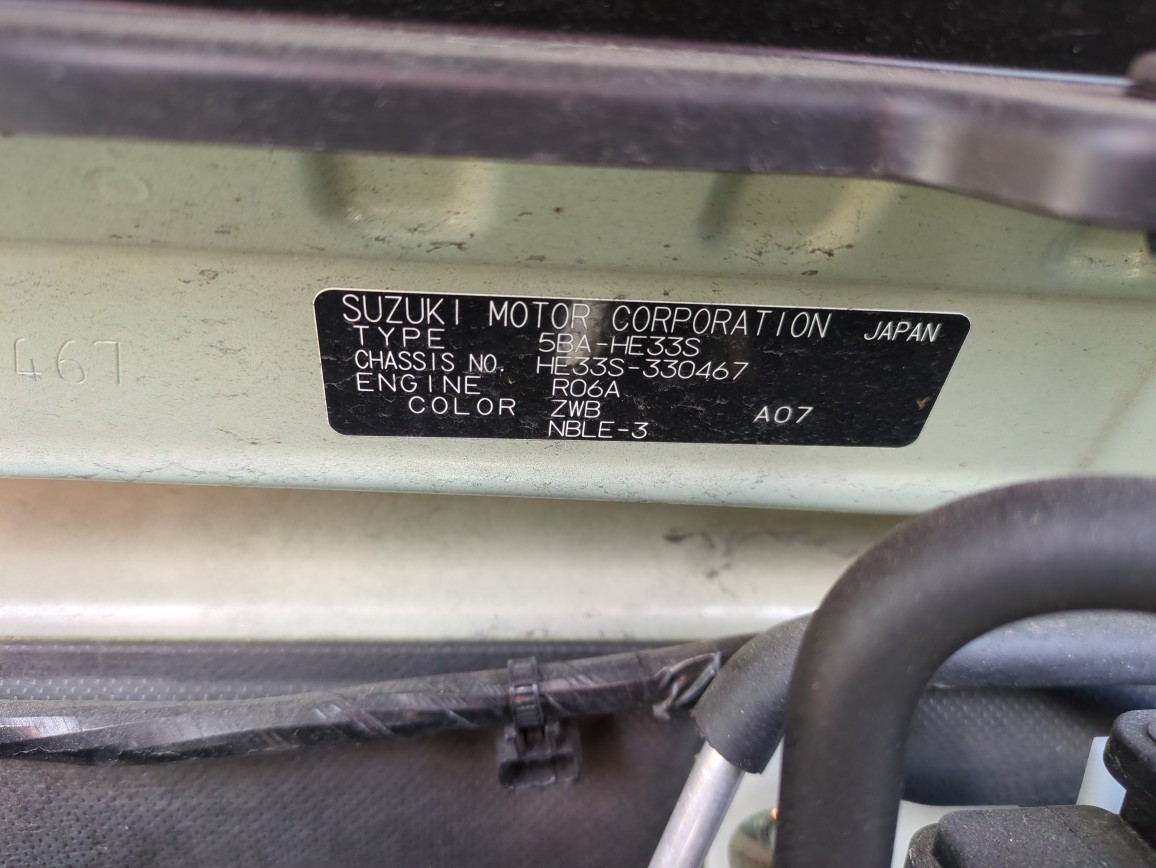 SUZUKI MOTOR CORPORATION JAPAN
TYPE 5BA-HE33S
CHASSIS NO. HE33S-330467
ENGINE R06A
COLOR ZWB A07
NBLE-3
467